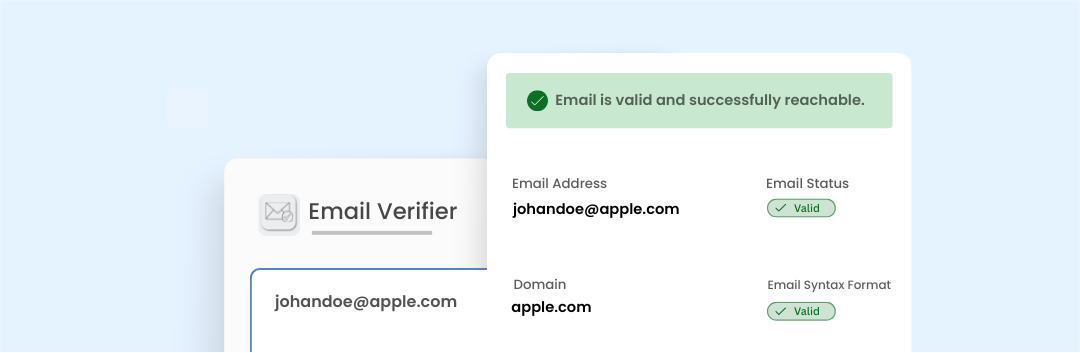 Email is valid and successfully reachable.
Email Address
Email Status
johandoe@apple.com
Valid
Email Verifier
Domain
Email Syntax Format
johandoe@apple.com
apple.com
Valid